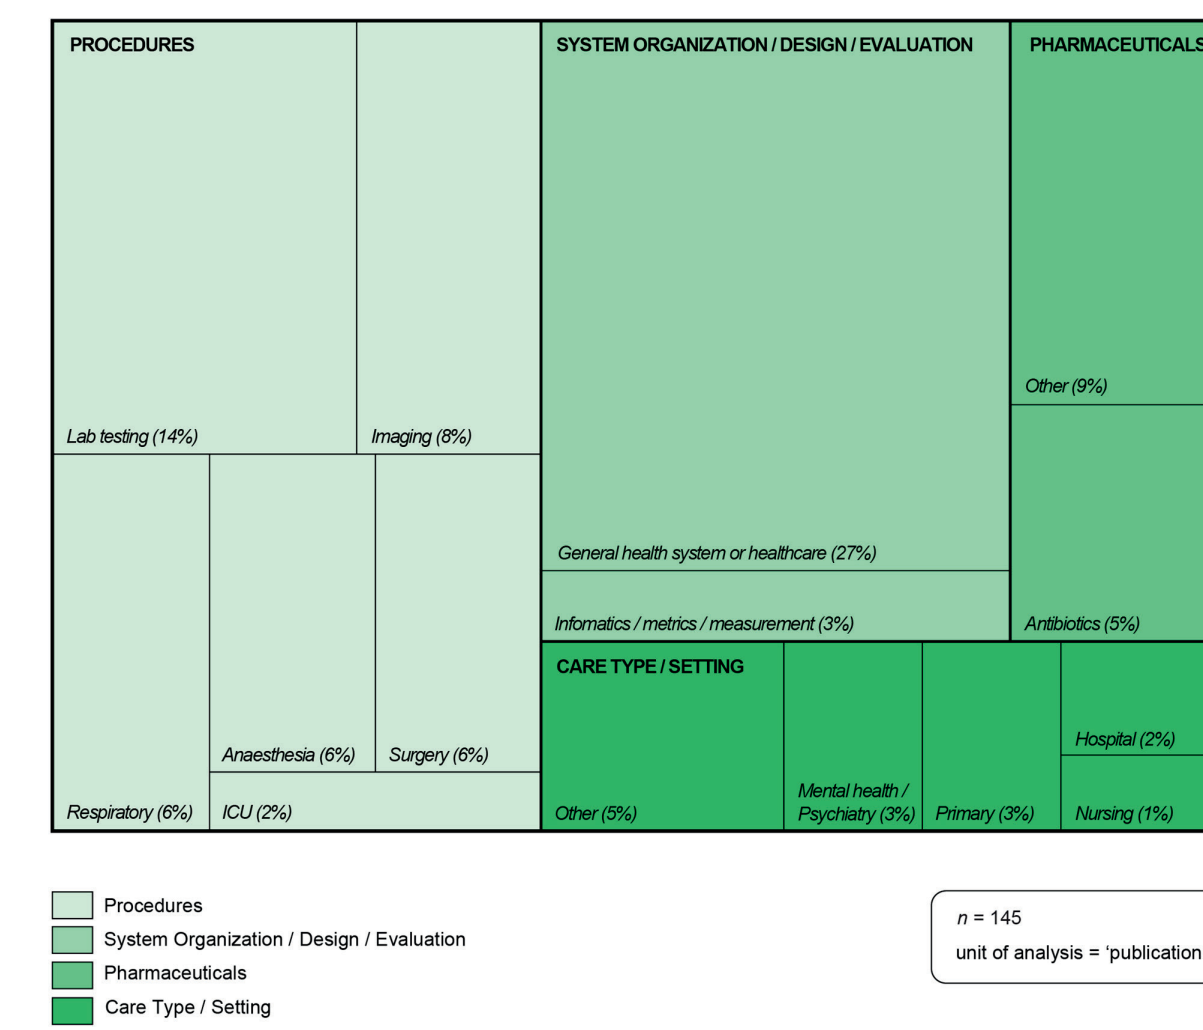 PROCEDURES
Lab testing (14%)
Imaging (8%)
Respiratory (6%)
Anaesthesia (6%)
Surgery (6%)
ICU (2%)
SYSTEM ORGANIZATION / DESIGN / EVALUATION
General health system or healthcare (27%)
Infomatics / metrics / measurement (3%)
PHARMACEUTICALS
Other (9%)
Antibiotics (5%)
CARE TYPE / SETTING
Other (5%)
Mental health /
Psychiatry (3%)
Primary (3%)
Hospital (2%)
Nursing (1%)
Procedures
System Organization / Design / Evaluation
Pharmaceuticals
Care Type / Setting
n = 145
unit of analysis = ‘publication